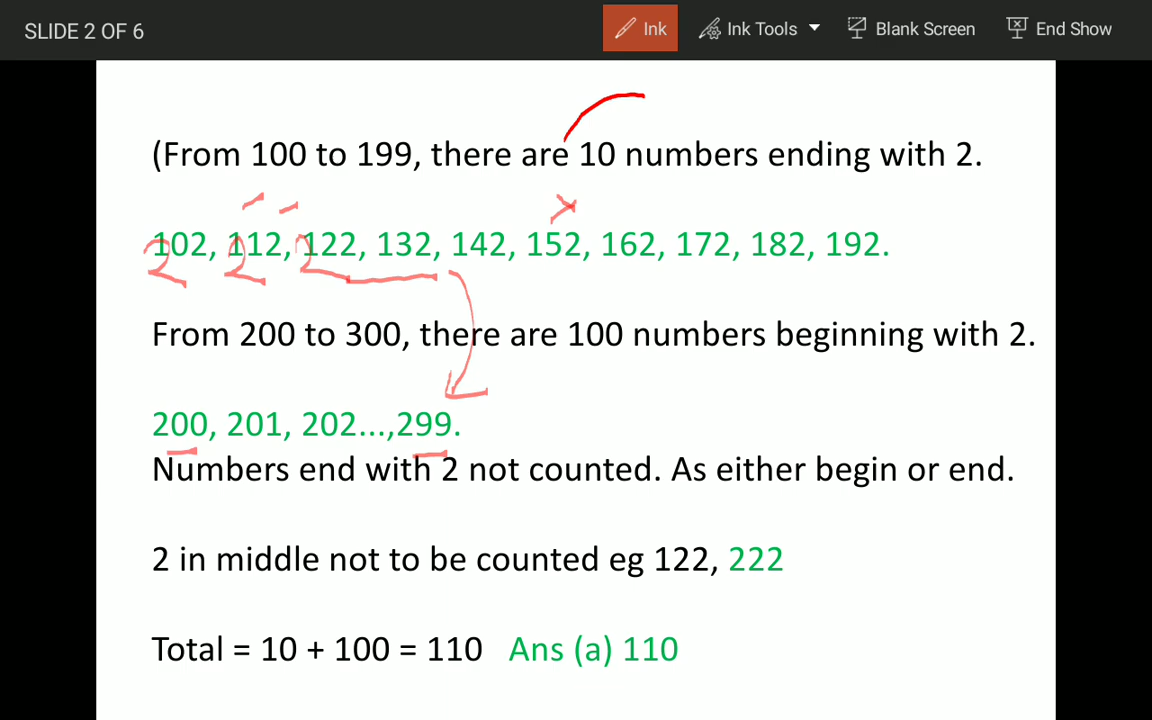 SLIDE 2 OF 6
Ink
Ink Tools
Blank Screen
End Show
(From 100 to 199, there are 10 numbers ending with 2.
102, 112, 122, 132, 142, 152, 162, 172, 182, 192.
2 2 2
From 200 to 300, there are 100 numbers beginning with 2.
200, 201, 202...,299.
Numbers end with 2 not counted. As either begin or end.
2 in middle not to be counted eg 122, 222
Total = 10 + 100 = 110 Ans (a) 110